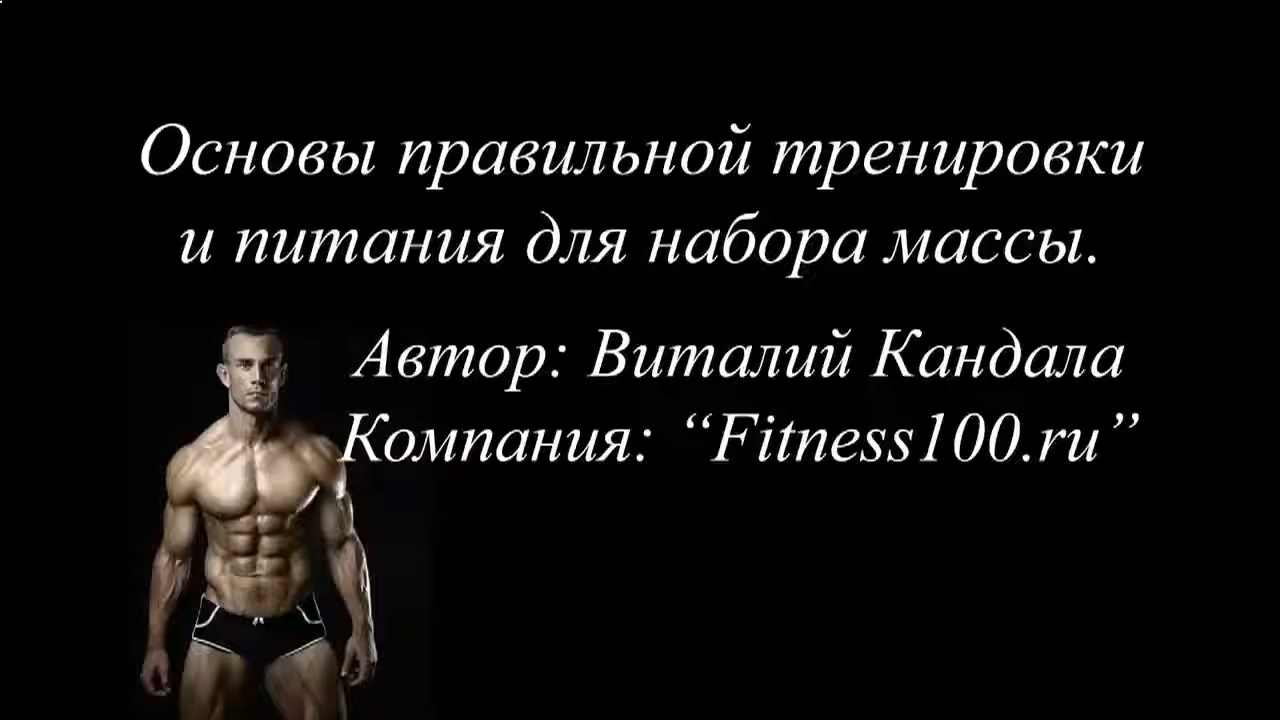 Основы правильной тренировки
и питания для набора массы.
Автор: Виталий Кандала
Компания: “Fitness100.ru”